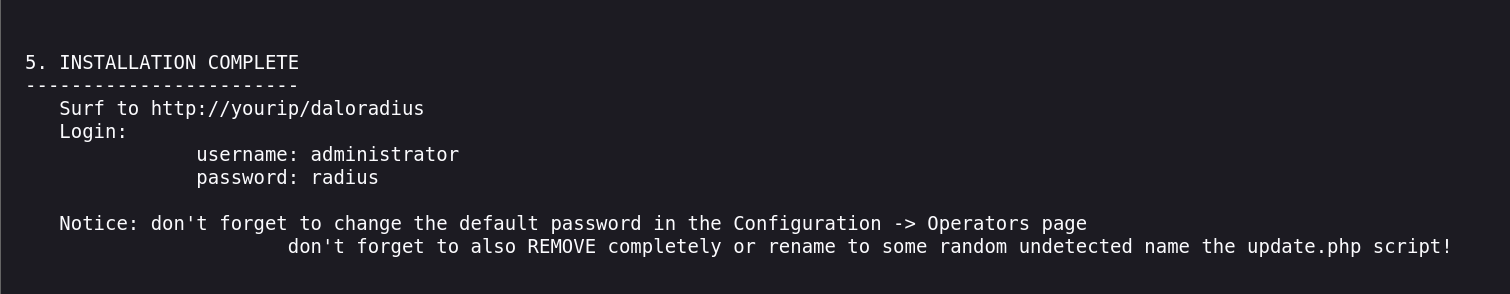 5. INSTALLATION COMPLETE
------------------------
Surf to http://yourip/daloradius
Login:
username: administrator
password: radius
Notice: don't forget to change the default password in the Configuration -> Operators page
don't forget to also REMOVE completely or rename to some random undetected name the update.php script!